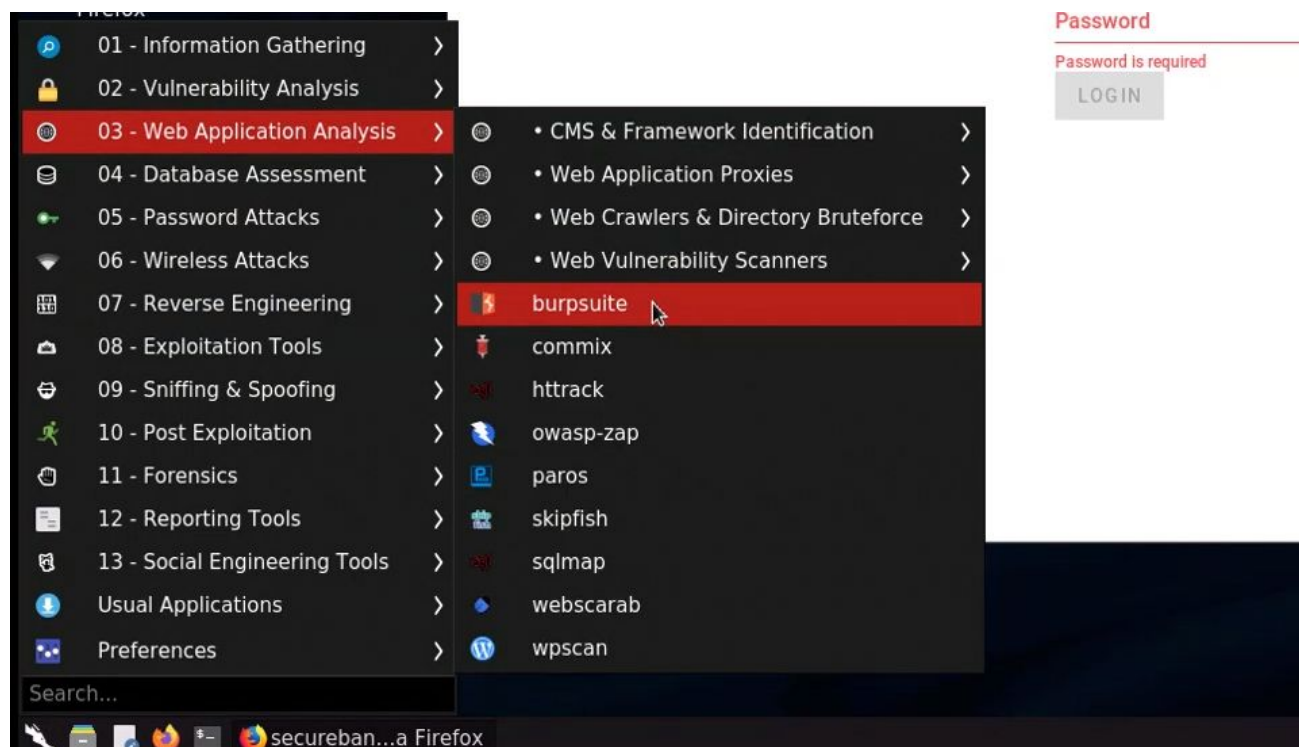 Firefox
01 - Information Gathering
02 - Vulnerability Analysis
03 - Web Application Analysis
04 - Database Assessment
05 - Password Attacks
06 - Wireless Attacks
07 - Reverse Engineering
08 - Exploitation Tools
09 - Sniffing & Spoofing
10 - Post Exploitation
11 - Forensics
12 - Reporting Tools
13 - Social Engineering Tools
Usual Applications
Preferences
Search...
• CMS & Framework Identification
• Web Application Proxies
• Web Crawlers & Directory Bruteforce
• Web Vulnerability Scanners
burpsuite
commix
httrack
owasp-zap
paros
skipfish
sqlmap
webscarab
wpscan
Password
Password is required
LOGIN
secureban...a Firefox